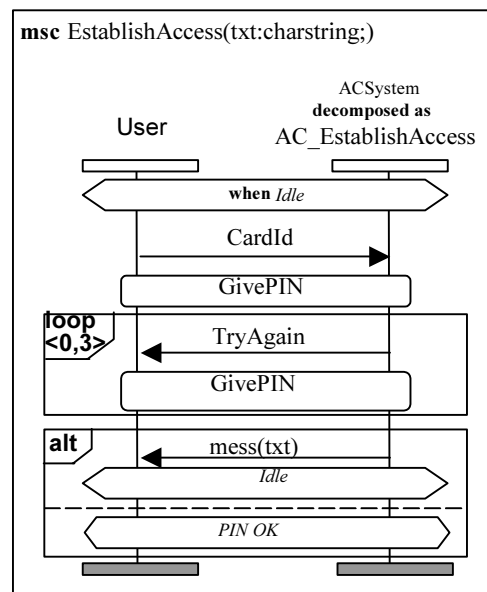 msc EstablishAccess(txt:charstring;)
ACSystem
decomposed as
User
AC_EstablishAccess
when Idle
CardId
GivePIN
loop
<0,3>
TryAgain
GivePIN
alt
mess(txt)
Idle
PIN OK